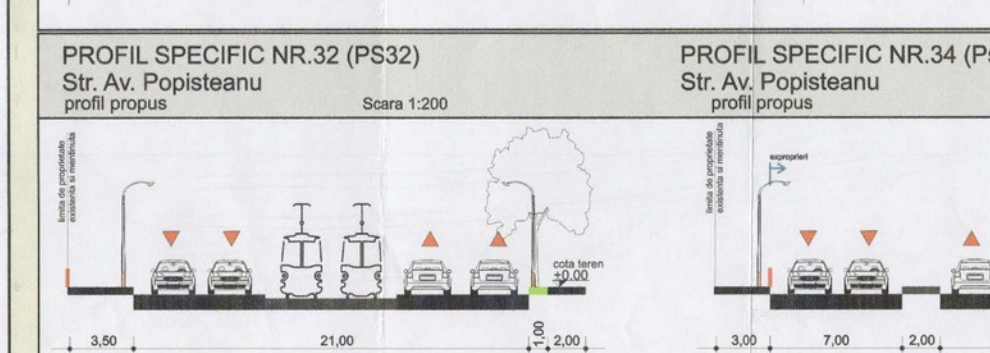 PROFIL SPECIFIC NR.32 (PS32)
Str. Av. Popisteanu
profil propus
Scara 1:200
limita de proprietate
existenta si mentinuta
cota teren
±0.00
3,50
21,00
1,00
2,00
PROFIL SPECIFIC NR.34
Str. Av. Popisteanu
profil propus
limita de proprietate
existenta si mentinuta
exproprieri
3,00
7,00
2,00